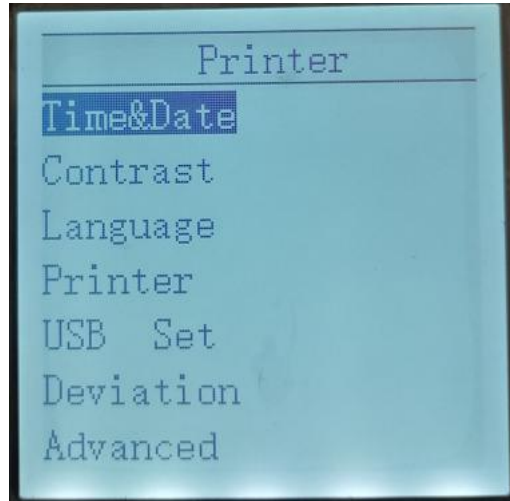 Printer
Time&Date
Contrast
Language
Printer
USB  Set
Deviation
Advanced